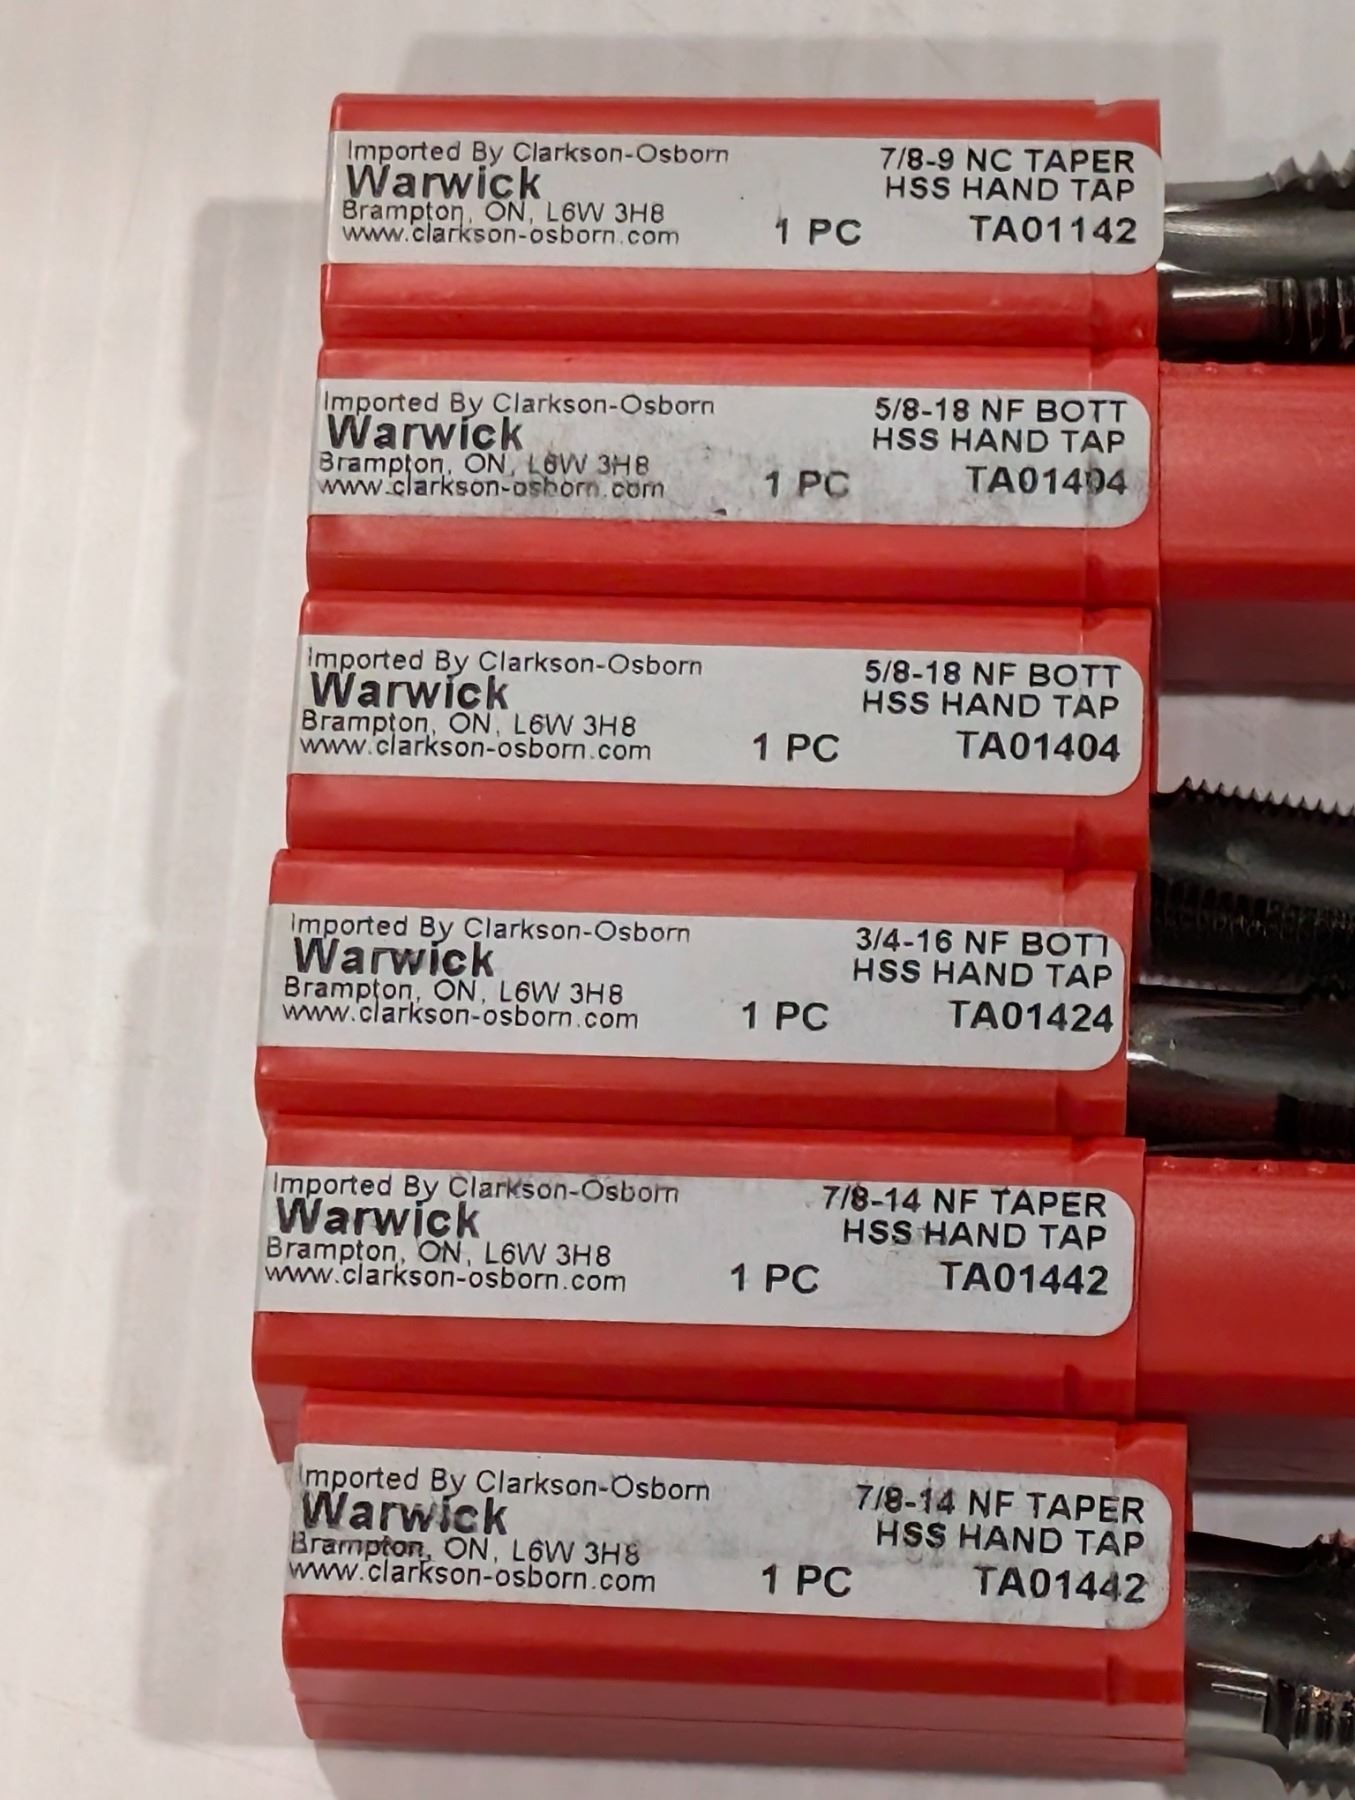 Imported By Clarkson-Osborn
Warwick
Brampton, ON, L6W 3H8
www.clarkson-osborn.com
7/8-9 NC TAPER
HSS HAND TAP
1 PC TA01142
Imported By Clarkson-Osborn
Warwick
Brampton, ON, L6W 3H8
www.clarkson-osborn.com
5/8-18 NF BOTT
HSS HAND TAP
1 PC TA01404
Imported By Clarkson-Osborn
Warwick
Brampton, ON, L6W 3H8
www.clarkson-osborn.com
5/8-18 NF BOTT
HSS HAND TAP
1 PC TA01404
Imported By Clarkson-Osborn
Warwick
Brampton, ON, L6W 3H8
www.clarkson-osborn.com
3/4-16 NF BOTT
HSS HAND TAP
1 PC TA01424
Imported By Clarkson-Osborn
Warwick
Brampton, ON, L6W 3H8
www.clarkson-osborn.com
7/8-14 NF TAPER
HSS HAND TAP
1 PC TA01442
Imported By Clarkson-Osborn
Warwick
Brampton, ON, L6W 3H8
www.clarkson-osborn.com
7/8-14 NF TAPER
HSS HAND TAP
1 PC TA01442